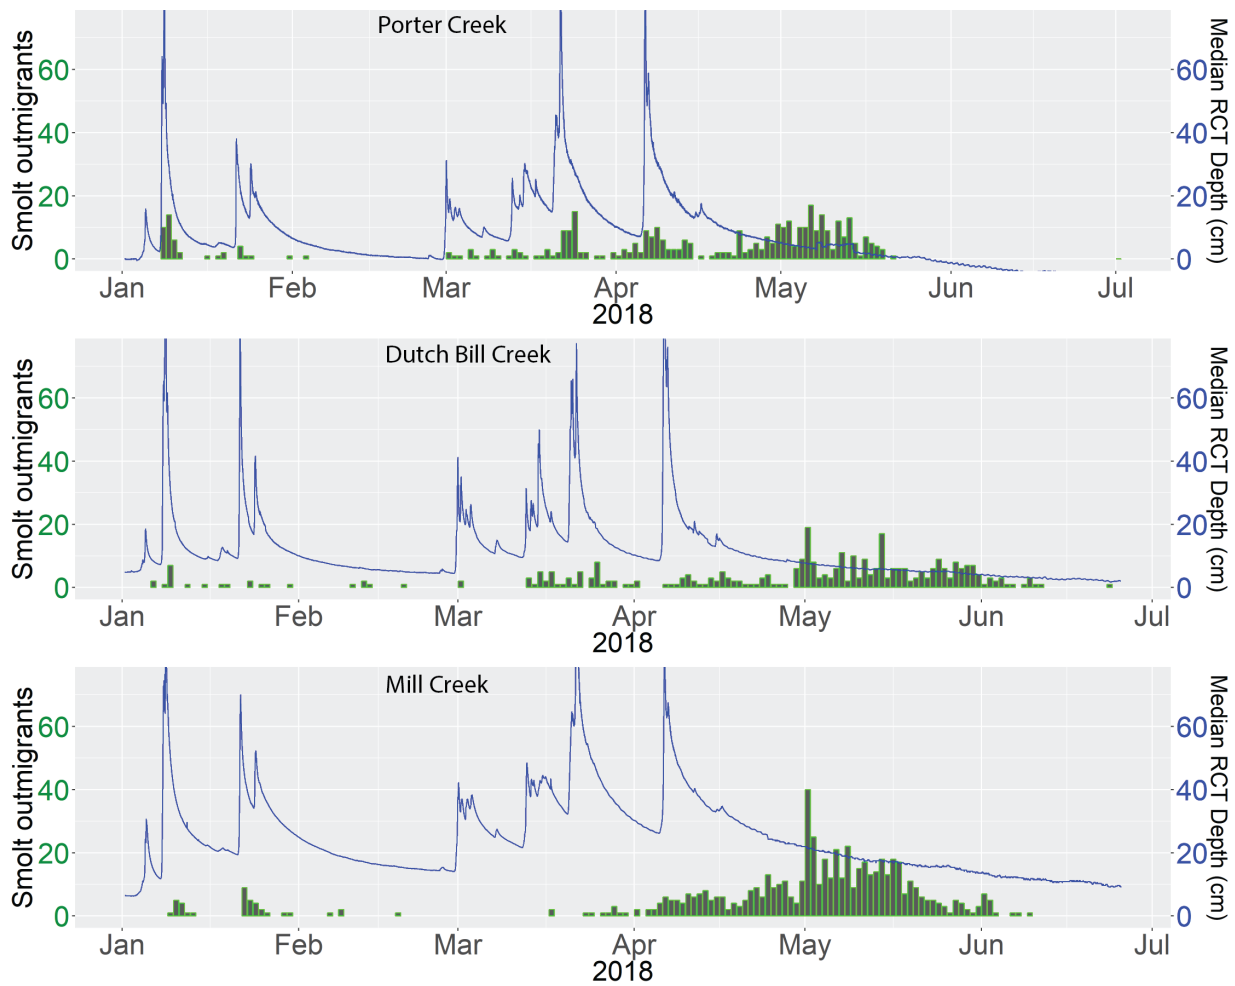 Porter Creek
Smolt outmigrants
Median RCT Depth (cm)
60 60
40 40
20 20
0 0
Jan Feb Mar Apr May Jun Jul
2018
Dutch Bill Creek
Smolt outmigrants
Median RCT Depth (cm)
60 60
40 40
20 20
0 0
Jan Feb Mar Apr May Jun Jul
2018
Mill Creek
Smolt outmigrants
Median RCT Depth (cm)
60 60
40 40
20 20
0 0
Jan Feb Mar Apr May Jun Jul
2018